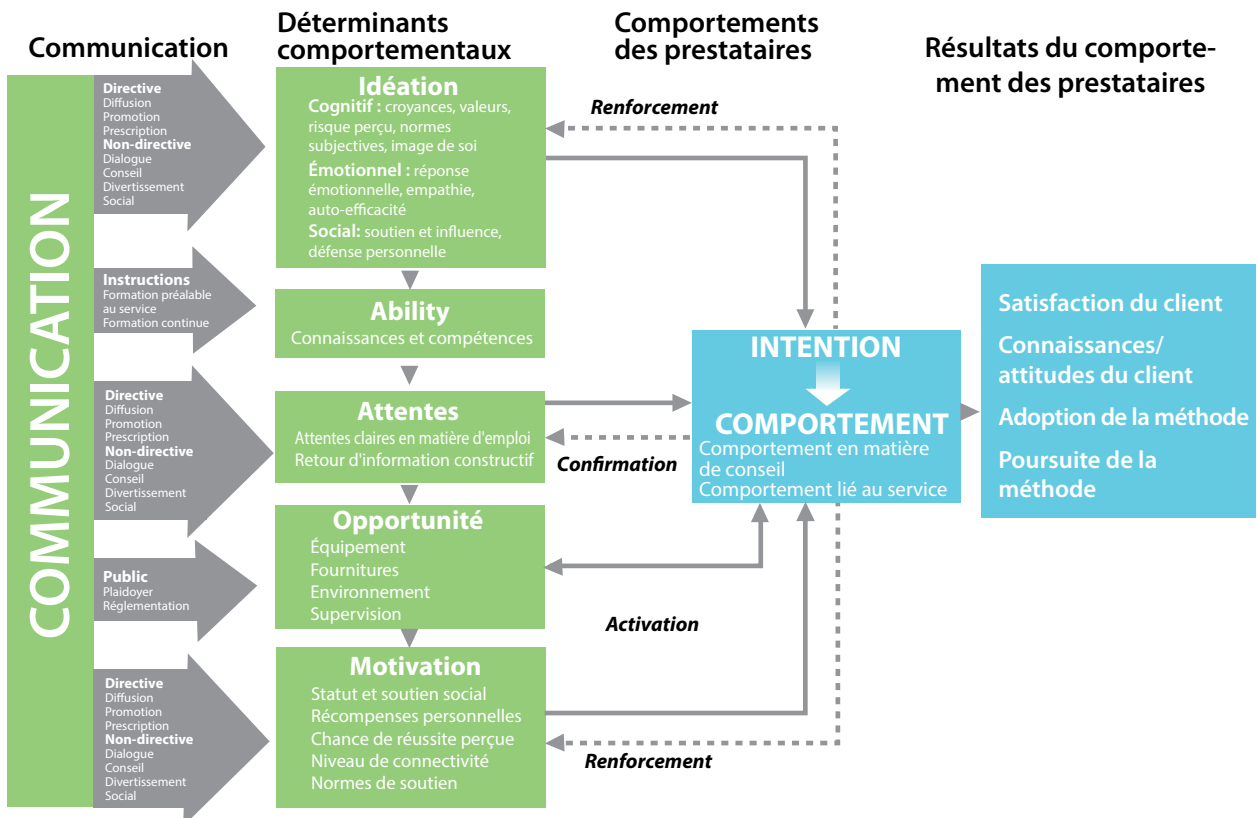 Communication
Déterminants
comportementaux
Comportements
des prestataires
Résultats du comporte-
ment des prestataires
COMMUNICATION
Directive
Diffusion
Promotion
Prescription
Non-directive
Dialogue
Conseil
Divertissement
Social
Instructions
Formation préalable
au service
Formation continue
Directive
Diffusion
Promotion
Prescription
Non-directive
Dialogue
Conseil
Divertissement
Social
Public
Plaidoyer
Réglementation
Directive
Diffusion
Promotion
Prescription
Non-directive
Dialogue
Conseil
Divertissement
Social
Idéation
Cognitif : croyances, valeurs,
risque perçu, normes
subjectives, image de soi
Émotionnel : réponse
émotionnelle, empathie,
auto-efficacité
Social: soutien et influence,
défense personnelle
Ability
Connaissances et compétences
Attentes
Attentes claires en matière d'emploi
Retour d'information constructif
Opportunité
Équipement
Fournitures
Environnement
Supervision
Motivation
Statut et soutien social
Récompenses personnelles
Chance de réussite perçue
Niveau de connectivité
Normes de soutien
Renforcement
Confirmation
Activation
Renforcement
INTENTION
COMPORTEMENT
Comportement en matière
de conseil
Comportement lié au service
Satisfaction du client
Connaissances/
attitudes du client
Adoption de la méthode
Poursuite de la
méthode